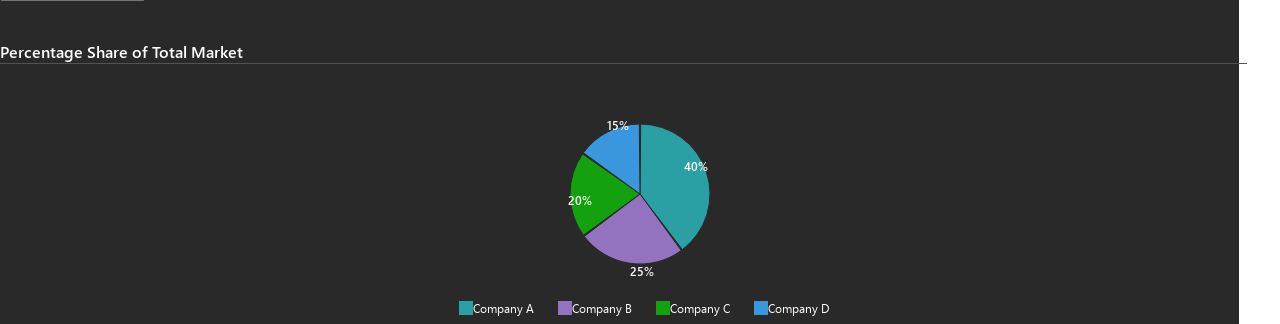 Percentage Share of Total Market
15%
40%
20%
25%
Company A Company B Company C Company D